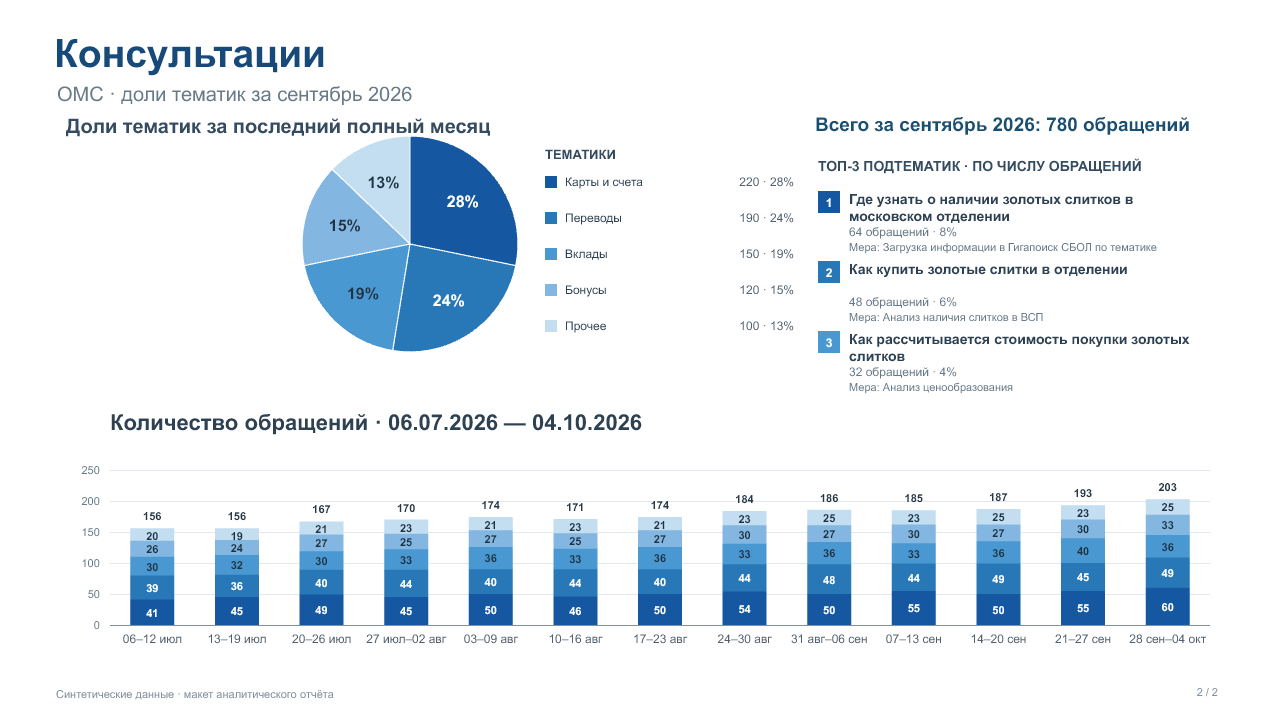 Консультации
ОМС · доли тематик за сентябрь 2026
Доли тематик за последний полный месяц
28%
24%
19%
15%
13%
ТЕМАТИКИ
Карты и счета 220 · 28%
Переводы 190 · 24%
Вклады 150 · 19%
Бонусы 120 · 15%
Прочее 100 · 13%
Всего за сентябрь 2026: 780 обращений
ТОП-3 ПОДТЕМАТИК · ПО ЧИСЛУ ОБРАЩЕНИЙ
1 Где узнать о наличии золотых слитков в
московском отделении
64 обращений · 8%
Мера: Загрузка информации в Гигапоиск СБОЛ по тематике
2 Как купить золотые слитки в отделении
48 обращений · 6%
Мера: Анализ наличия слитков в ВСП
3 Как рассчитывается стоимость покупки золотых
слитков
32 обращений · 4%
Мера: Анализ ценообразования
Количество обращений · 06.07.2026 — 04.10.2026
250
200
150
100
50
0
156 156 167 170 174 171 174 184 186 185 187 193 203
20 19 21 23 21 23 21 23 25 23 25 23 25
26 24 27 25 27 25 27 30 27 30 27 30 33
30 32 30 33 36 33 36 33 36 33 36 40 36
39 36 40 44 40 44 40 44 48 44 49 45 49
41 45 49 45 50 46 50 54 50 55 50 55 60
06–12 июл 13–19 июл 20–26 июл 27 июл–02 авг 03–09 авг 10–16 авг 17–23 авг 24–30 авг 31 авг–06 сен 07–13 сен 14–20 сен 21–27 сен 28 сен–04 окт
Синтетические данные · макет аналитического отчёта
2 / 2